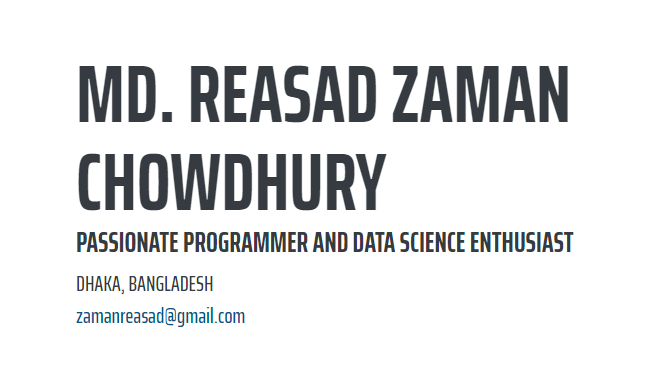 MD. REASAD ZAMAN
CHOWDHURY
PASSIONATE PROGRAMMER AND DATA SCIENCE ENTHUSIAST
DHAKA, BANGLADESH
zamanreasad@gmail.com